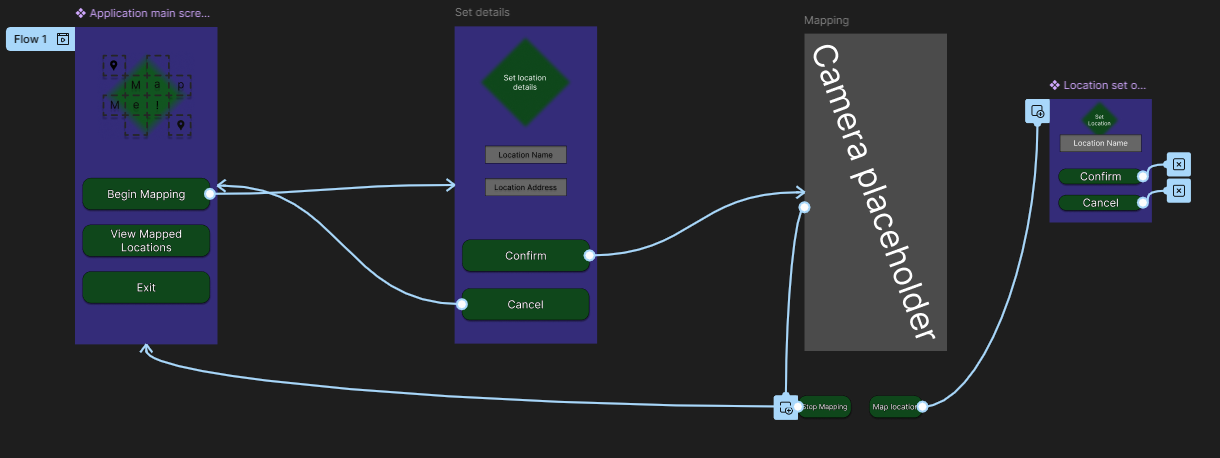 Application main scre...
Flow 1
Map
Me!
Begin Mapping
View Mapped
Locations
Exit
Set details
Set location
details
Location Name
Location Address
Confirm
Cancel
Mapping
Camera placeholder
Stop Mapping
Map location
Location set o...
Set
Location
Location Name
Confirm
Cancel